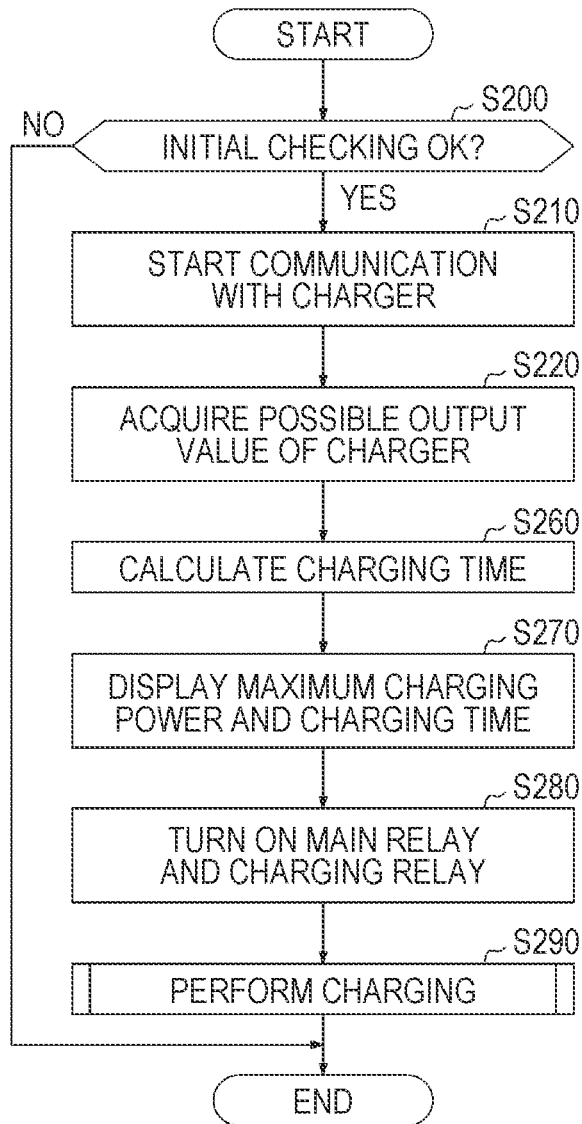 START
S200
NO
INITIAL CHECKING OK?
YES
S210
START COMMUNICATION
WITH CHARGER
S220
ACQUIRE POSSIBLE OUTPUT
VALUE OF CHARGER
S260
CALCULATE CHARGING TIME
S270
DISPLAY MAXIMUM CHARGING
POWER AND CHARGING TIME
S280
TURN ON MAIN RELAY
AND CHARGING RELAY
S290
PERFORM CHARGING
END